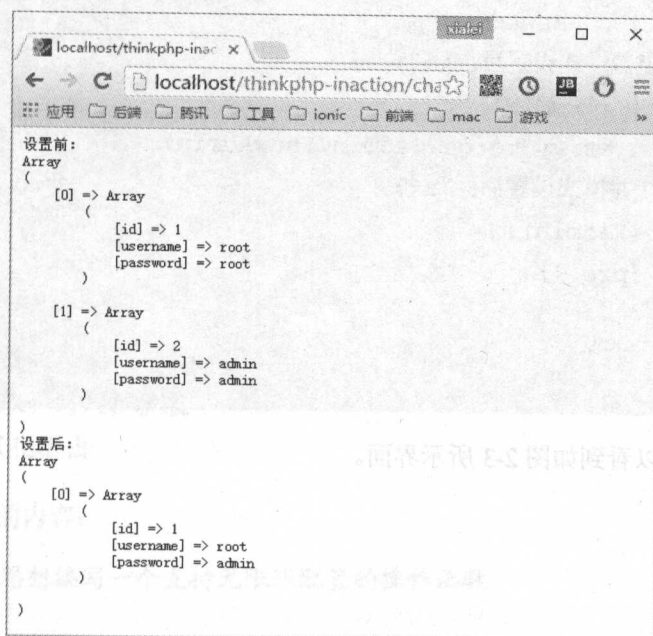 xialei
localhost/thinkphp-inac
localhost/thinkphp-inaction/cha
JB
应用 后端 腾讯 工具 ionic 前端 mac 游戏 »
设置前:
Array
(
[0] => Array
(
[id] => 1
[username] => root
[password] => root
)
[1] => Array
(
[id] => 2
[username] => admin
[password] => admin
)
)
设置后:
Array
(
[0] => Array
(
[id] => 1
[username] => root
[password] => admin
)
)